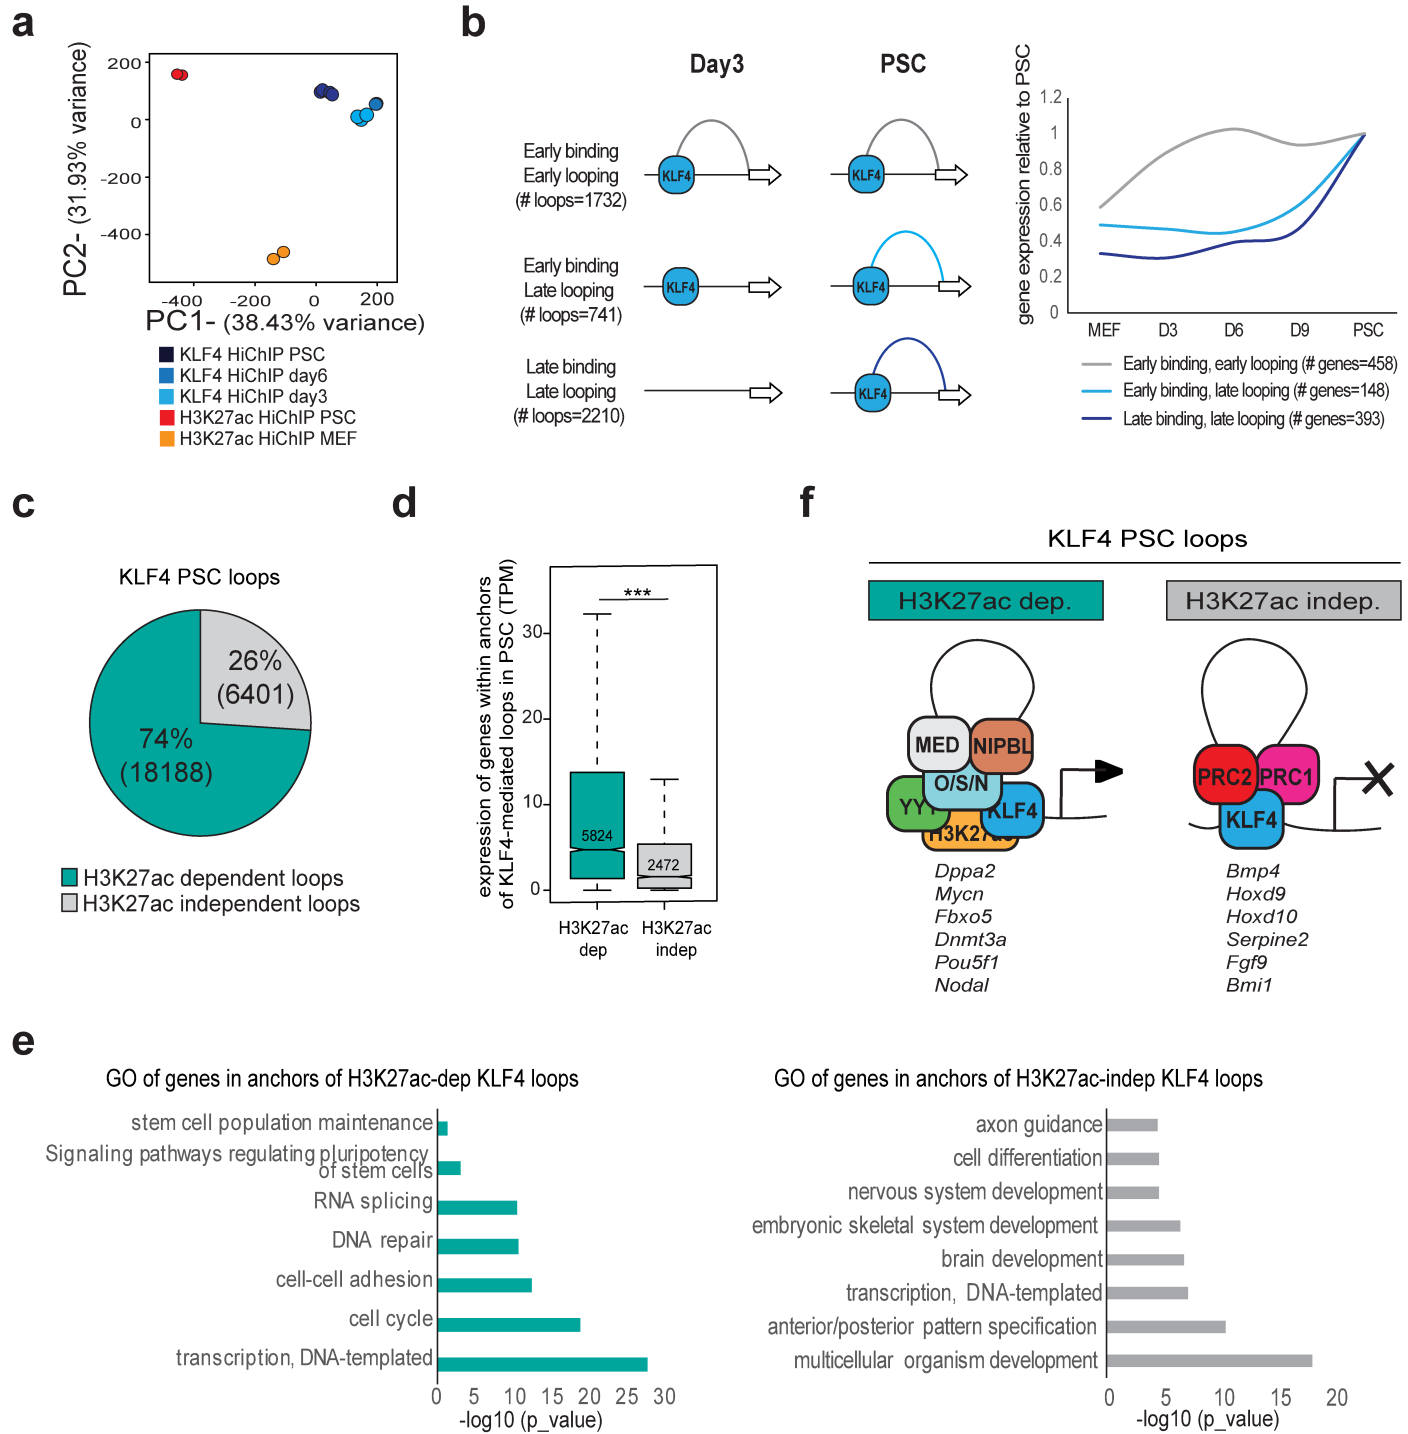 a
PC2- (31.93% variance)
200
0
-200
-400
-400
-200
0
200
PC1- (38.43% variance)
KLF4 HiChIP PSC
KLF4 HiChIP day6
KLF4 HiChIP day3
H3K27ac HiChIP PSC
H3K27ac HiChIP MEF
b
Day3
PSC
Early binding
Early looping
(# loops=1732)
KLF4
KLF4
Early binding
Late looping
(# loops=741)
KLF4
KLF4
Late binding
Late looping
(# loops=2210)
KLF4
gene expression relative to PSC
1.2
1
0.8
0.6
0.4
0.2
0
MEF
D3
D6
D9
PSC
Early binding, early looping (# genes=458)
Early binding, late looping (# genes=148)
Late binding, late looping (# genes=393)
c
KLF4 PSC loops
26%
(6401)
74%
(18188)
H3K27ac dependent loops
H3K27ac independent loops
d
expression of genes within anchors
of KLF4-mediated loops in PSC (TPM)
30
20
10
0
***
5824
2472
H3K27ac
dep
H3K27ac
indep
f
KLF4 PSC loops
H3K27ac dep.
H3K27ac indep.
MED
NIPBL
O/S/N
YY1
KLF4
H3K27ac
PRC2
PRC1
KLF4
Dppa2
Mycn
Fbxo5
Dnmt3a
Pou5f1
Nodal
Bmp4
Hoxd9
Hoxd10
Serpine2
Fgf9
Bmi1
e
GO of genes in anchors of H3K27ac-dep KLF4 loops
stem cell population maintenance
Signaling pathways regulating pluripotency
of stem cells
RNA splicing
DNA repair
cell-cell adhesion
cell cycle
transcription, DNA-templated
0
5
10
15
20
25
30
-log10 (p_value)
GO of genes in anchors of H3K27ac-indep KLF4 loops
axon guidance
cell differentiation
nervous system development
embryonic skeletal system development
brain development
transcription, DNA-templated
anterior/posterior pattern specification
multicellular organism development
0
5
10
15
20
-log10 (p_value)